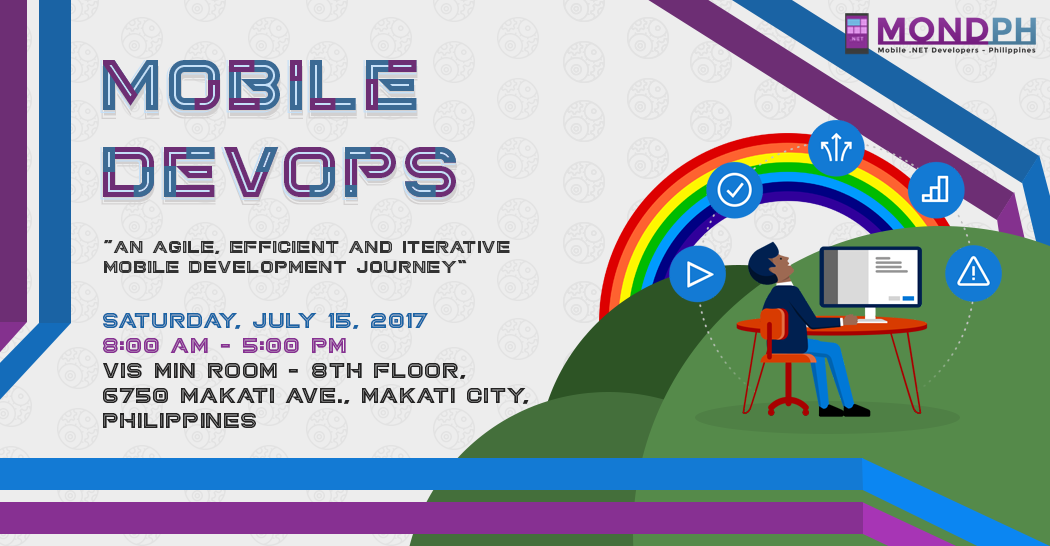 MONDPH
.NET
Mobile .NET Developers - Philippines
MOBILE
DEVOPS
"AN AGILE, EFFICIENT AND ITERATIVE
MOBILE DEVELOPMENT JOURNEY"
SATURDAY, JULY 15, 2017
8:00 AM - 5:00 PM
VIS MIN ROOM - 8TH FLOOR,
6750 MAKATI AVE., MAKATI CITY,
PHILIPPINES